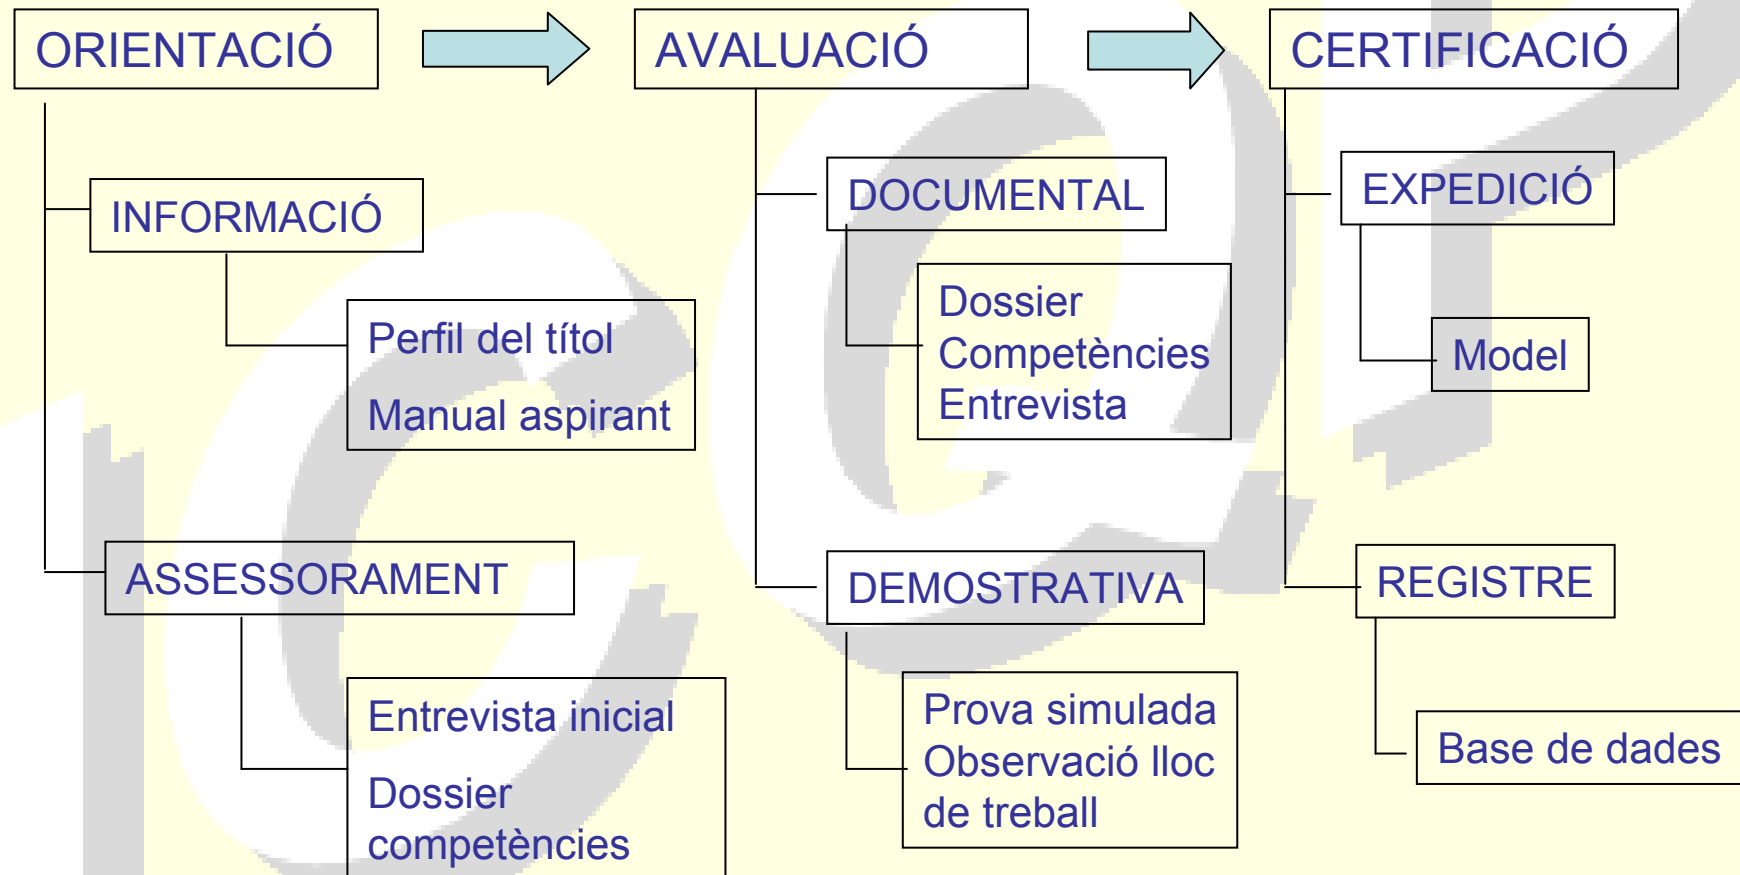 ORIENTACIÓ
AVALUACIÓ
CERTIFICACIÓ
INFORMACIÓ
Perfil del títol
Manual aspirant
ASSESSORAMENT
Entrevista inicial
Dossier
competències
DOCUMENTAL
Dossier
Competències
Entrevista
DEMOSTRATIVA
Prova simulada
Observació lloc
de treball
EXPEDICIÓ
Model
REGISTRE
Base de dades